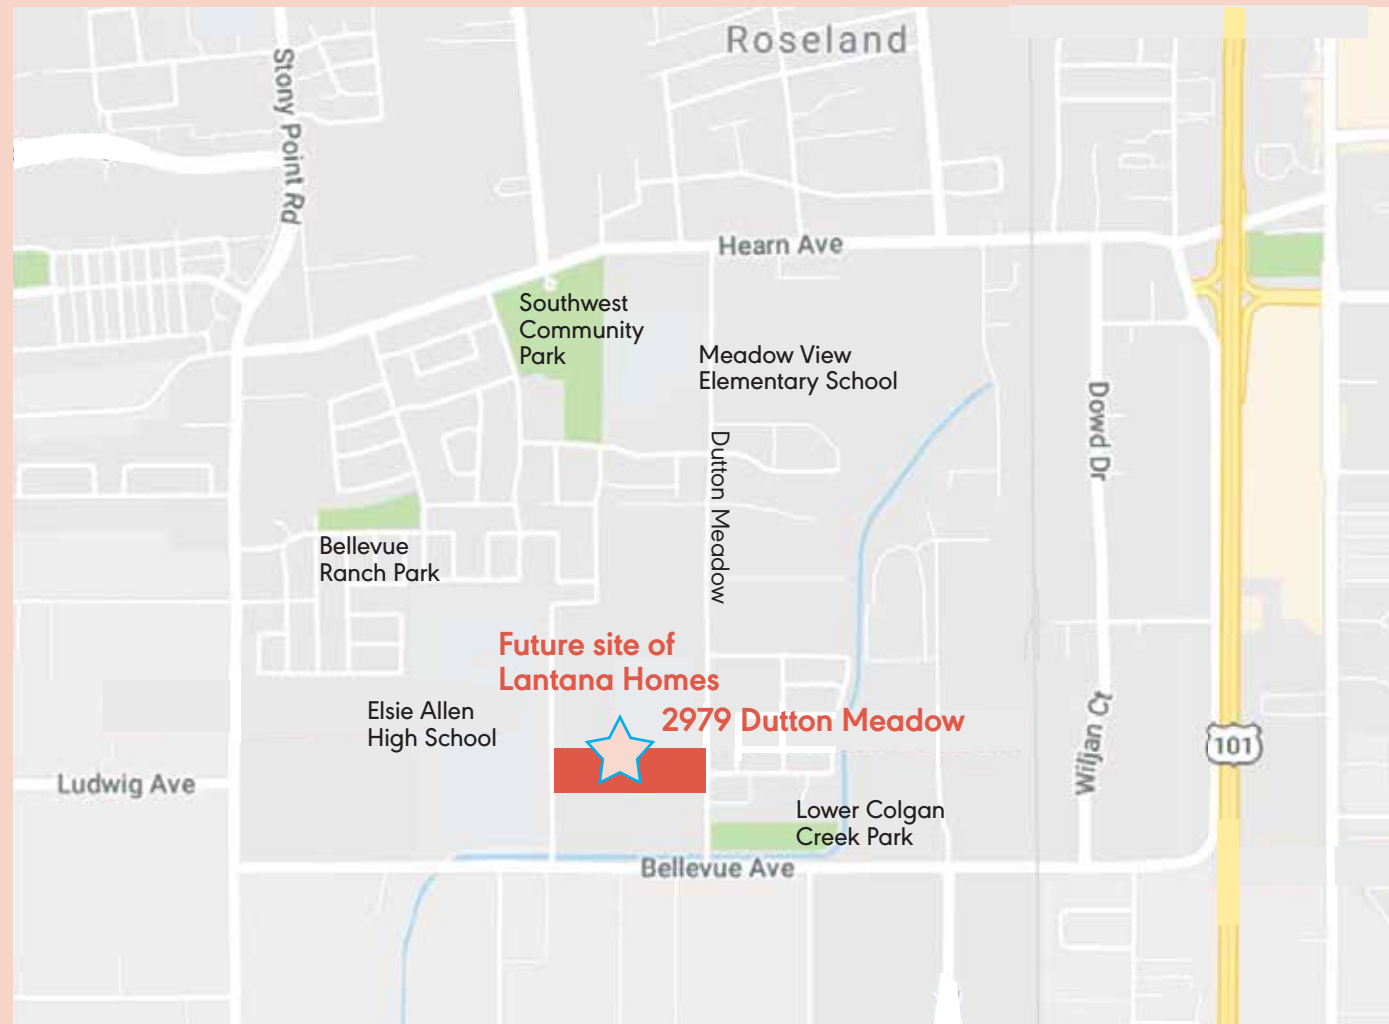 Roseland
Stony Point Rd
Hearn Ave
Southwest
Community
Park
Meadow View
Elementary School
Dowd Dr
Dutton Meadow
Bellevue
Ranch Park
Future site of
Lantana Homes
2979 Dutton Meadow
Elsie Allen
High School
Wiljan Ct
101
Ludwig Ave
Lower Colgan
Creek Park
Bellevue Ave